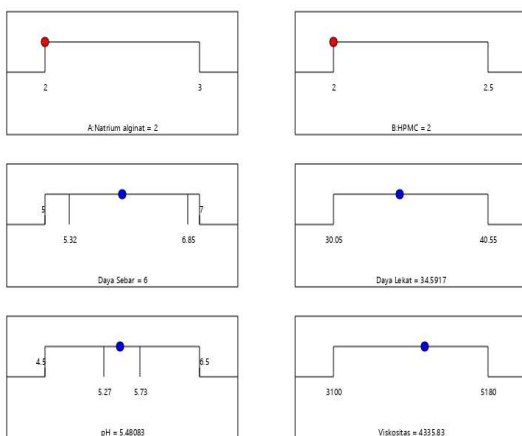 2 3
A:Natrium alginat = 2
2 2.5
B:HPMC = 2
5 7
5.32 6.85
Daya Sebar = 6
30.05 40.55
Daya Lekat = 34.5917
4.5 6.5
5.27 5.73
pH = 5.48083
3100 5180
Viskositas = 4335.83